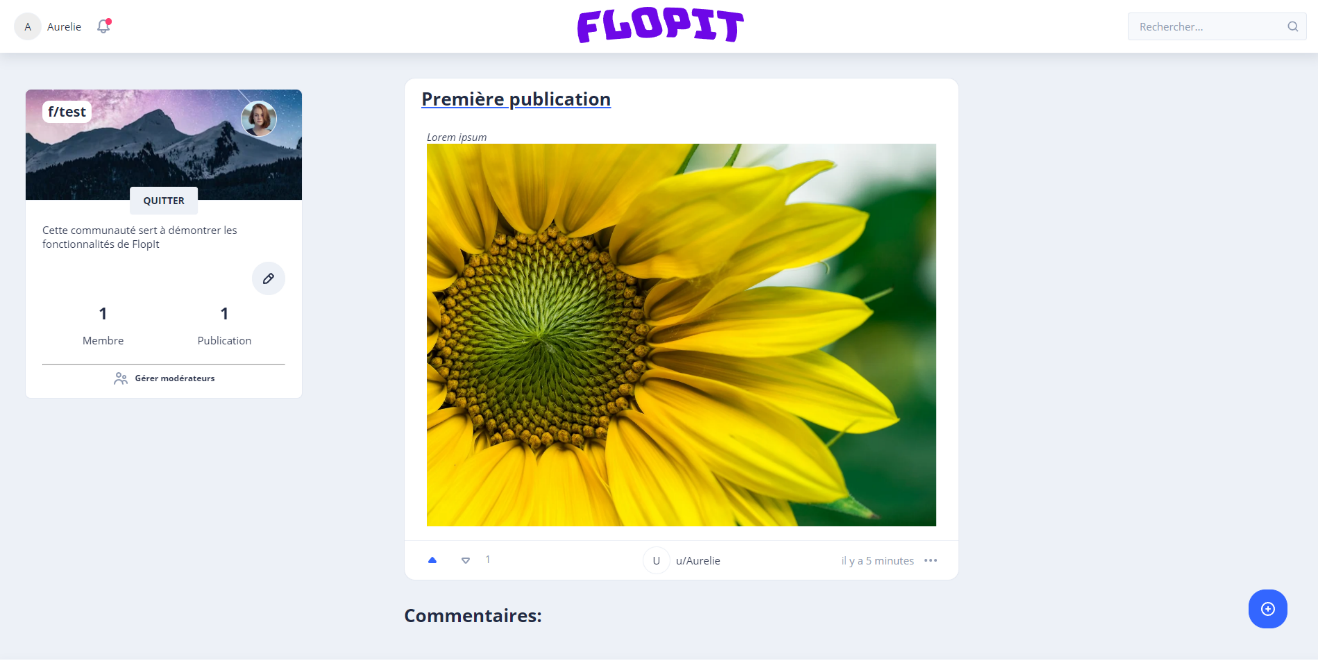 A Aurelie
FLOPIT
Rechercher...
f/test
QUITTER
Cette communauté sert à démontrer les
fonctionnalités de FlopIt
1 1
Membre Publication
Gérer modérateurs
Première publication
Lorem ipsum
1 U u/Aurelie il y a 5 minutes
Commentaires: